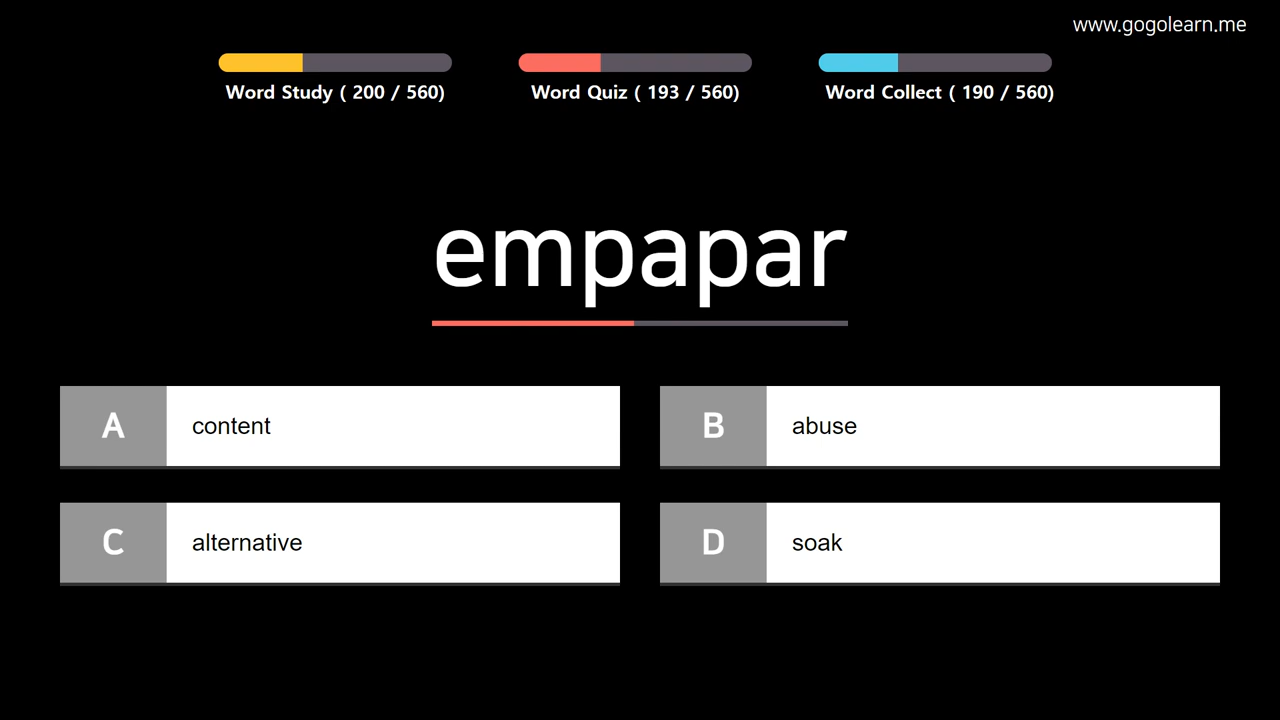 www.gogolearn.me
Word Study ( 200 / 560)
Word Quiz ( 193 / 560)
Word Collect ( 190 / 560)
empapar
A content
B abuse
C alternative
D soak